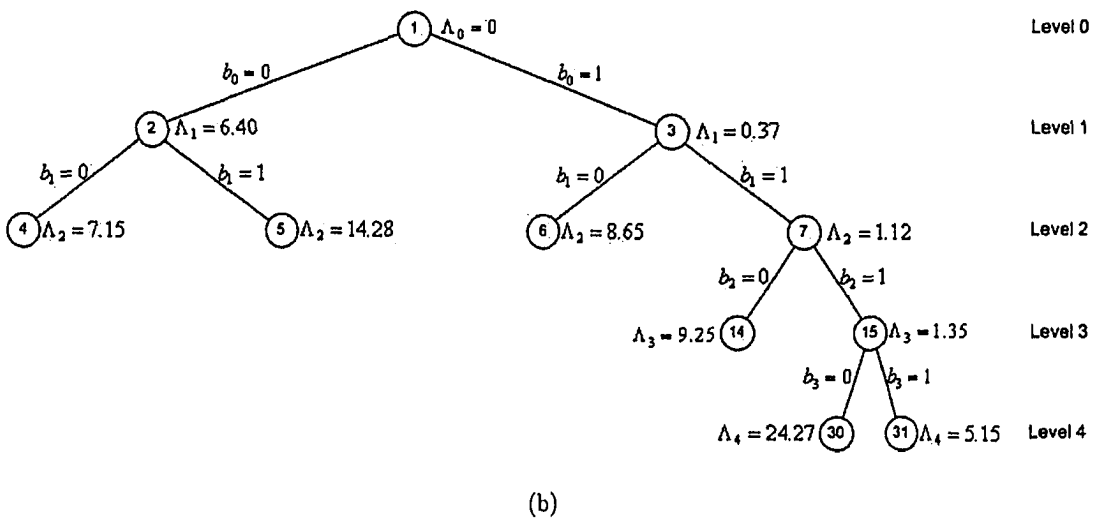 1 Λ₀ = 0 Level 0
b₀ = 0 b₀ = 1
2 Λ₁ = 6.40 3 Λ₁ = 0.37 Level 1
b₁ = 0 b₁ = 1 b₁ = 0 b₁ = 1
4 Λ₂ = 7.15 5 Λ₂ = 14.28 6 Λ₂ = 8.65 7 Λ₂ = 1.12 Level 2
b₂ = 0 b₂ = 1
Λ₃ = 9.25 14 15 Λ₃ = 1.35 Level 3
b₃ = 0 b₃ = 1
Λ₄ = 24.27 30 31 Λ₄ = 5.15 Level 4
(b)